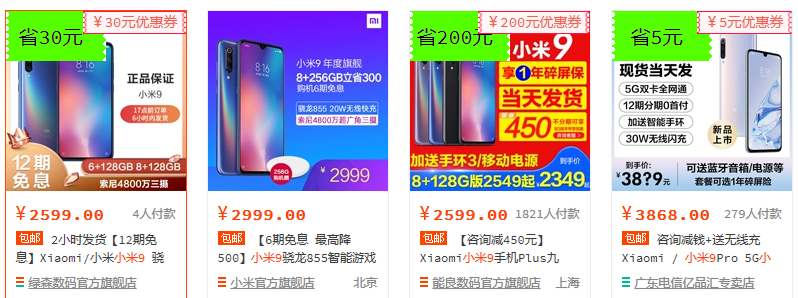 ￥30元优惠券
省30元
正品保证
小米9
17点前订单
6小时内发货
12期
免息
6+128GB 8+128GB
索尼4800万三摄
￥2599.00 4人付款
包邮 2小时发货【12期免
息】Xiaomi/小米小米9 骁
绿森数码官方旗舰店
小米9 年度旗舰
8+256GB立省300
购机6期免息
骁龙855 20W无线快充
索尼4800万超广角三摄
256G
￥2999
￥2999.00
包邮 【6期免息 最高降
500】小米9骁龙855智能游戏
小米官方旗舰店 北京
￥200元优惠券
省200元
小米9
享1年碎屏保
当天发货
450
不分期可享
加送手环3/移动电源
到手价
8+128G版2549起 2349起
￥2599.00 1821人付款
包邮 【咨询减450元】
Xiaomi小米9手机Plus九
能良数码官方旗舰店 上海
￥5元优惠券
省5元
现货当天发
5G双卡全网通
12期分期0首付
加送智能手环
30W无线闪充
新品
上市
到手价:
￥38?9元
可送蓝牙音箱/电源等
套餐可选1年碎屏险
￥3868.00 279人付款
包邮 咨询减钱+送无线充
Xiaomi / 小米9Pro 5G小
广东电信亿品汇专卖店